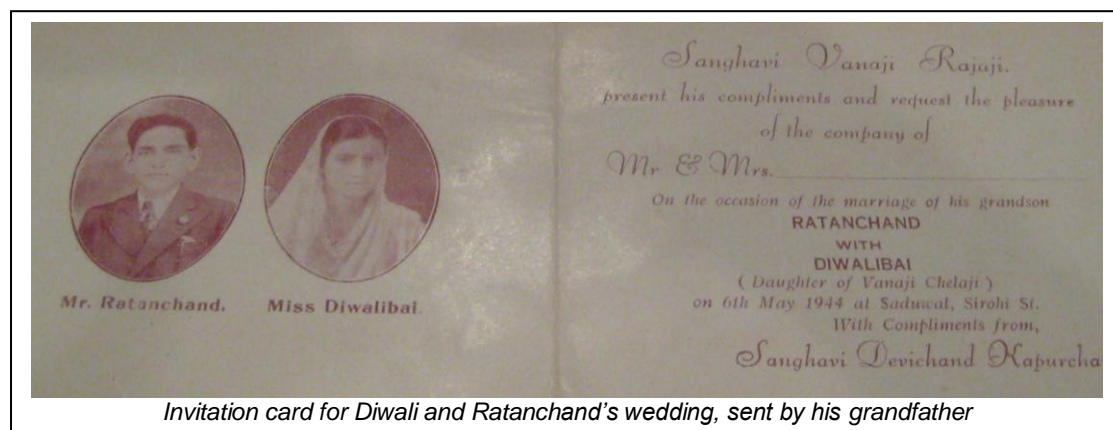 Mr. Ratanchand.
Miss Diwalibai
Sanghavi Vanaji Rajaji.
present his compliments and request the pleasure
of the company of
Mr & Mrs.
On the occasion of the marriage of his grandson
RATANCHAND
WITH
DIWALIBAI
( Daughter of Vanaji Chelaji )
on 6th May 1944 at Saduwal, Sirohi St.
With Compliments from,
Sanghavi Devichand Kapurcha
Invitation card for Diwali and Ratanchand's wedding, sent by his grandfather